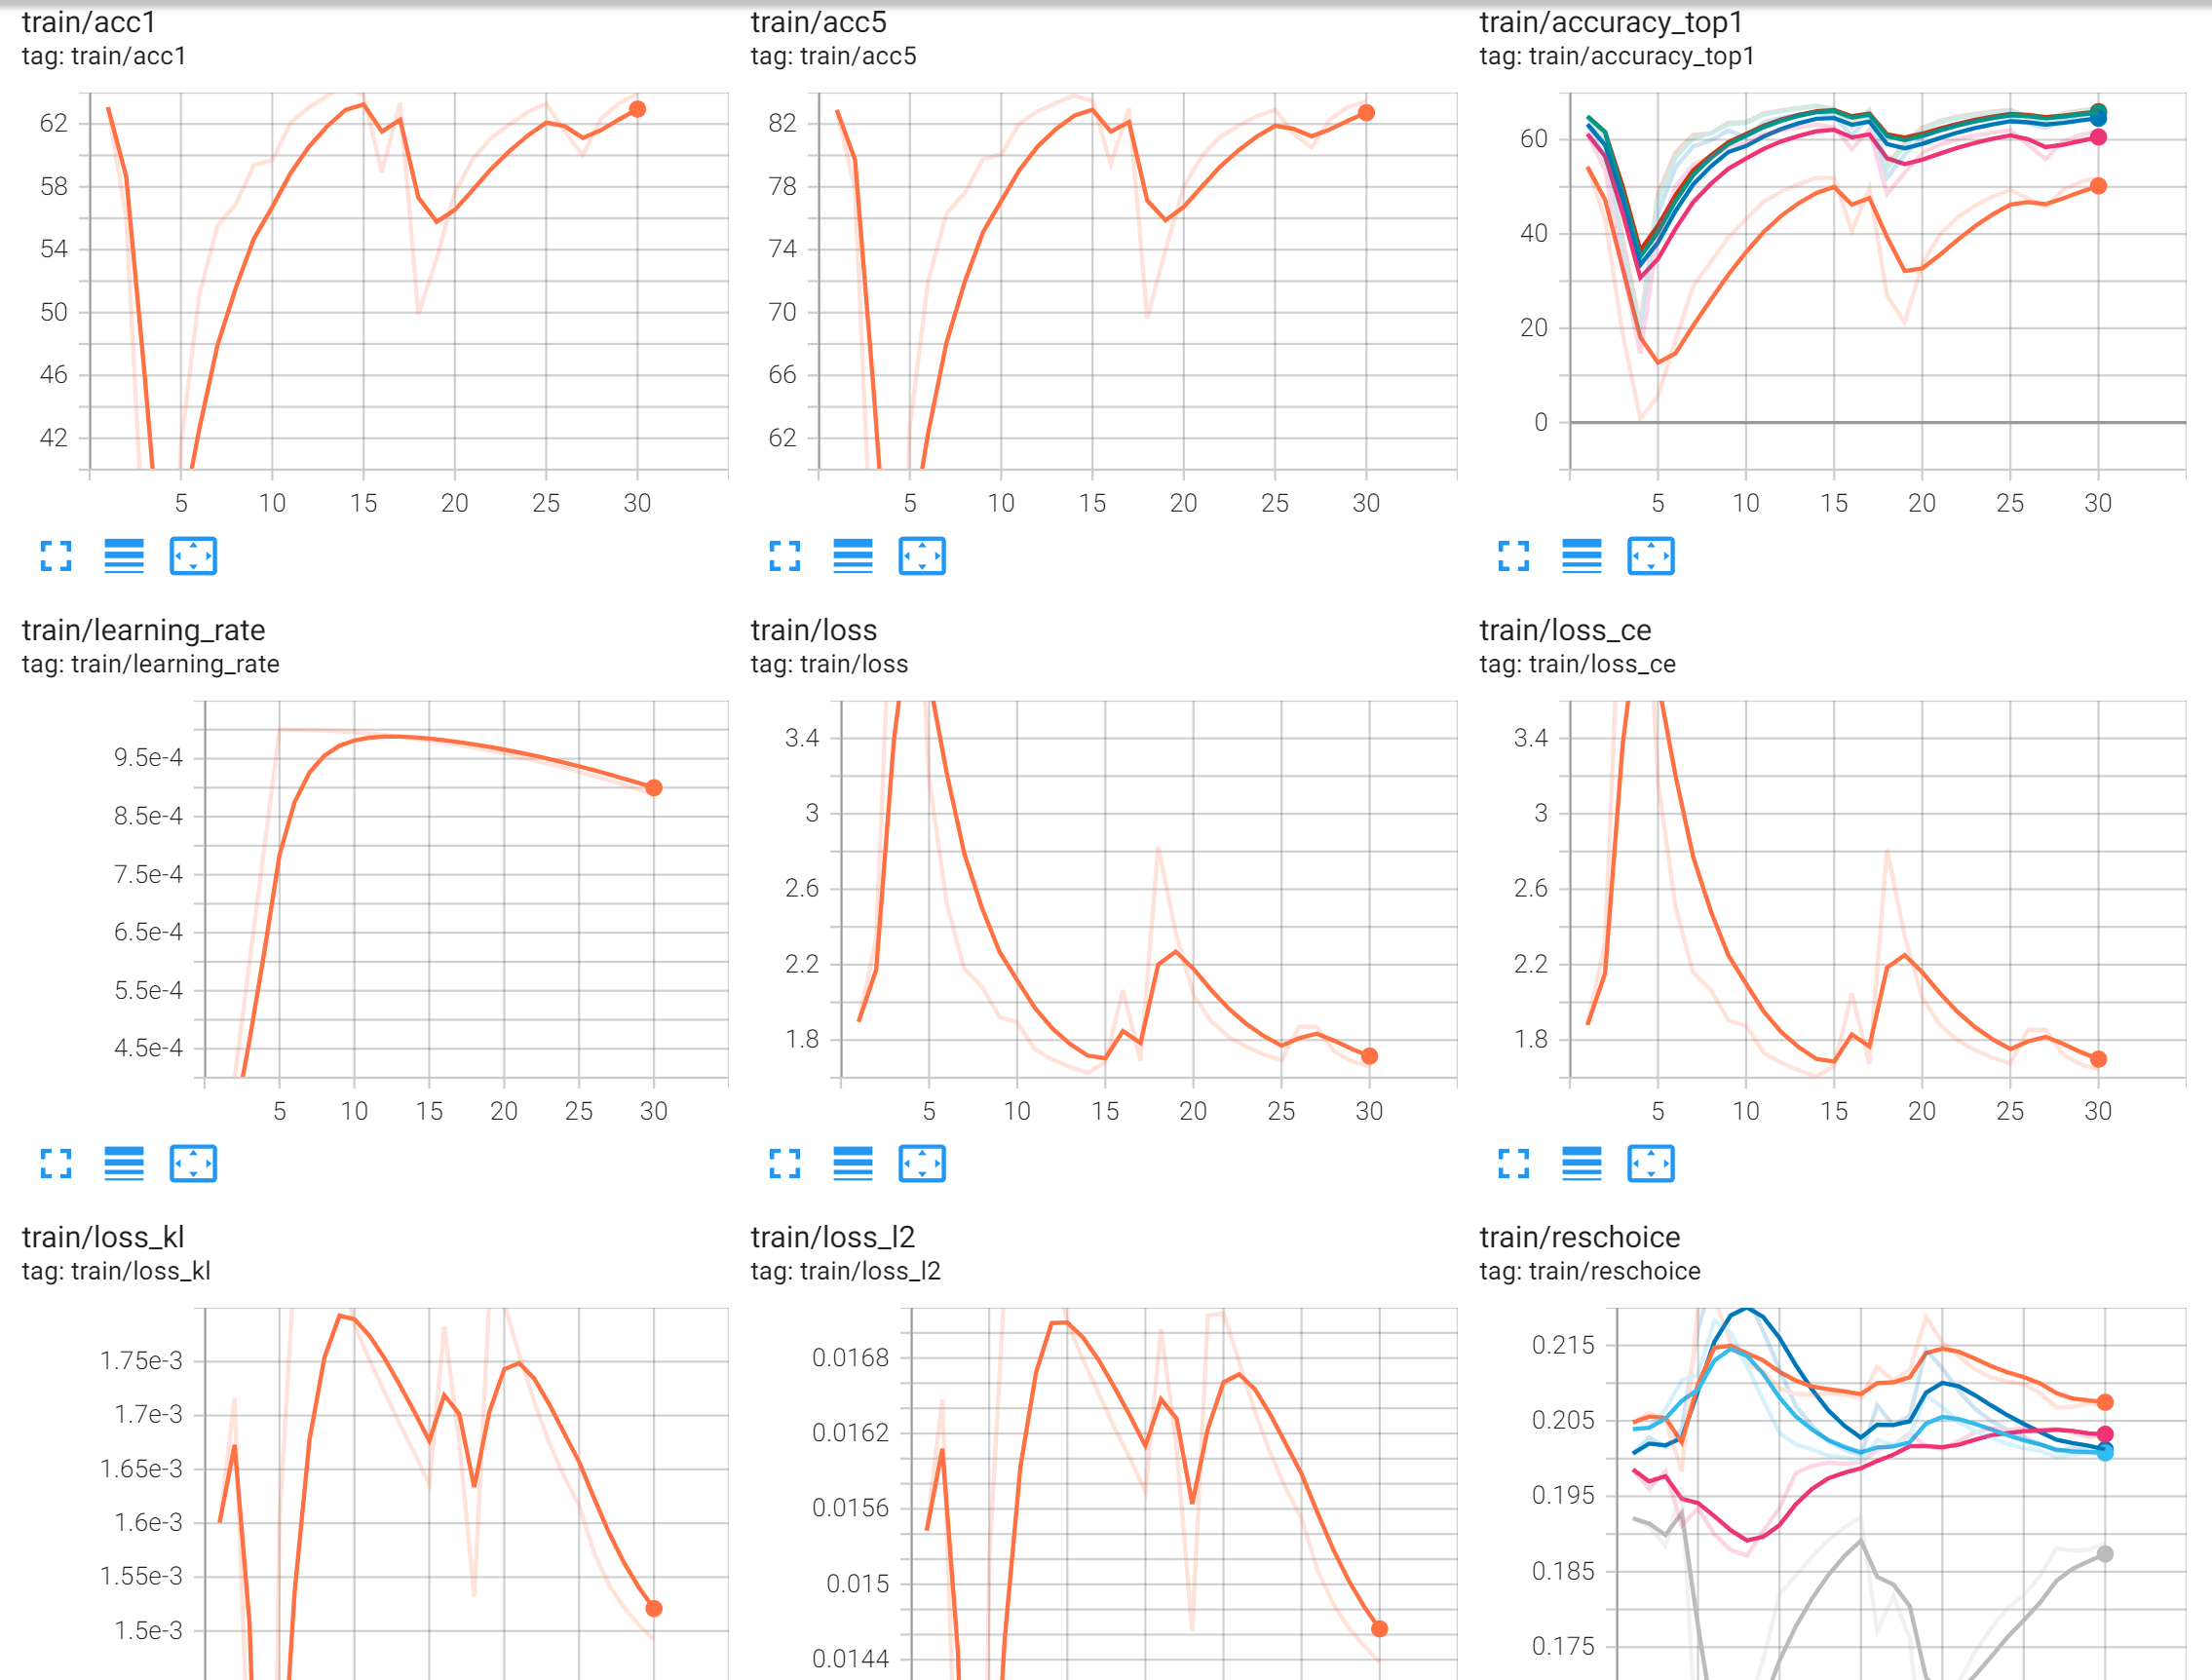 train/acc1
tag: train/acc1
62
58
54
50
46
42
5 10 15 20 25 30
train/acc5
tag: train/acc5
82
78
74
70
66
62
5 10 15 20 25 30
train/accuracy_top1
tag: train/accuracy_top1
60
40
20
0
5 10 15 20 25 30
train/learning_rate
tag: train/learning_rate
9.5e-4
8.5e-4
7.5e-4
6.5e-4
5.5e-4
4.5e-4
5 10 15 20 25 30
train/loss
tag: train/loss
3.4
3
2.6
2.2
1.8
5 10 15 20 25 30
train/loss_ce
tag: train/loss_ce
3.4
3
2.6
2.2
1.8
5 10 15 20 25 30
train/loss_kl
tag: train/loss_kl
1.75e-3
1.7e-3
1.65e-3
1.6e-3
1.55e-3
1.5e-3
train/loss_l2
tag: train/loss_l2
0.0168
0.0162
0.0156
0.015
0.0144
train/reschoice
tag: train/reschoice
0.215
0.205
0.195
0.185
0.175